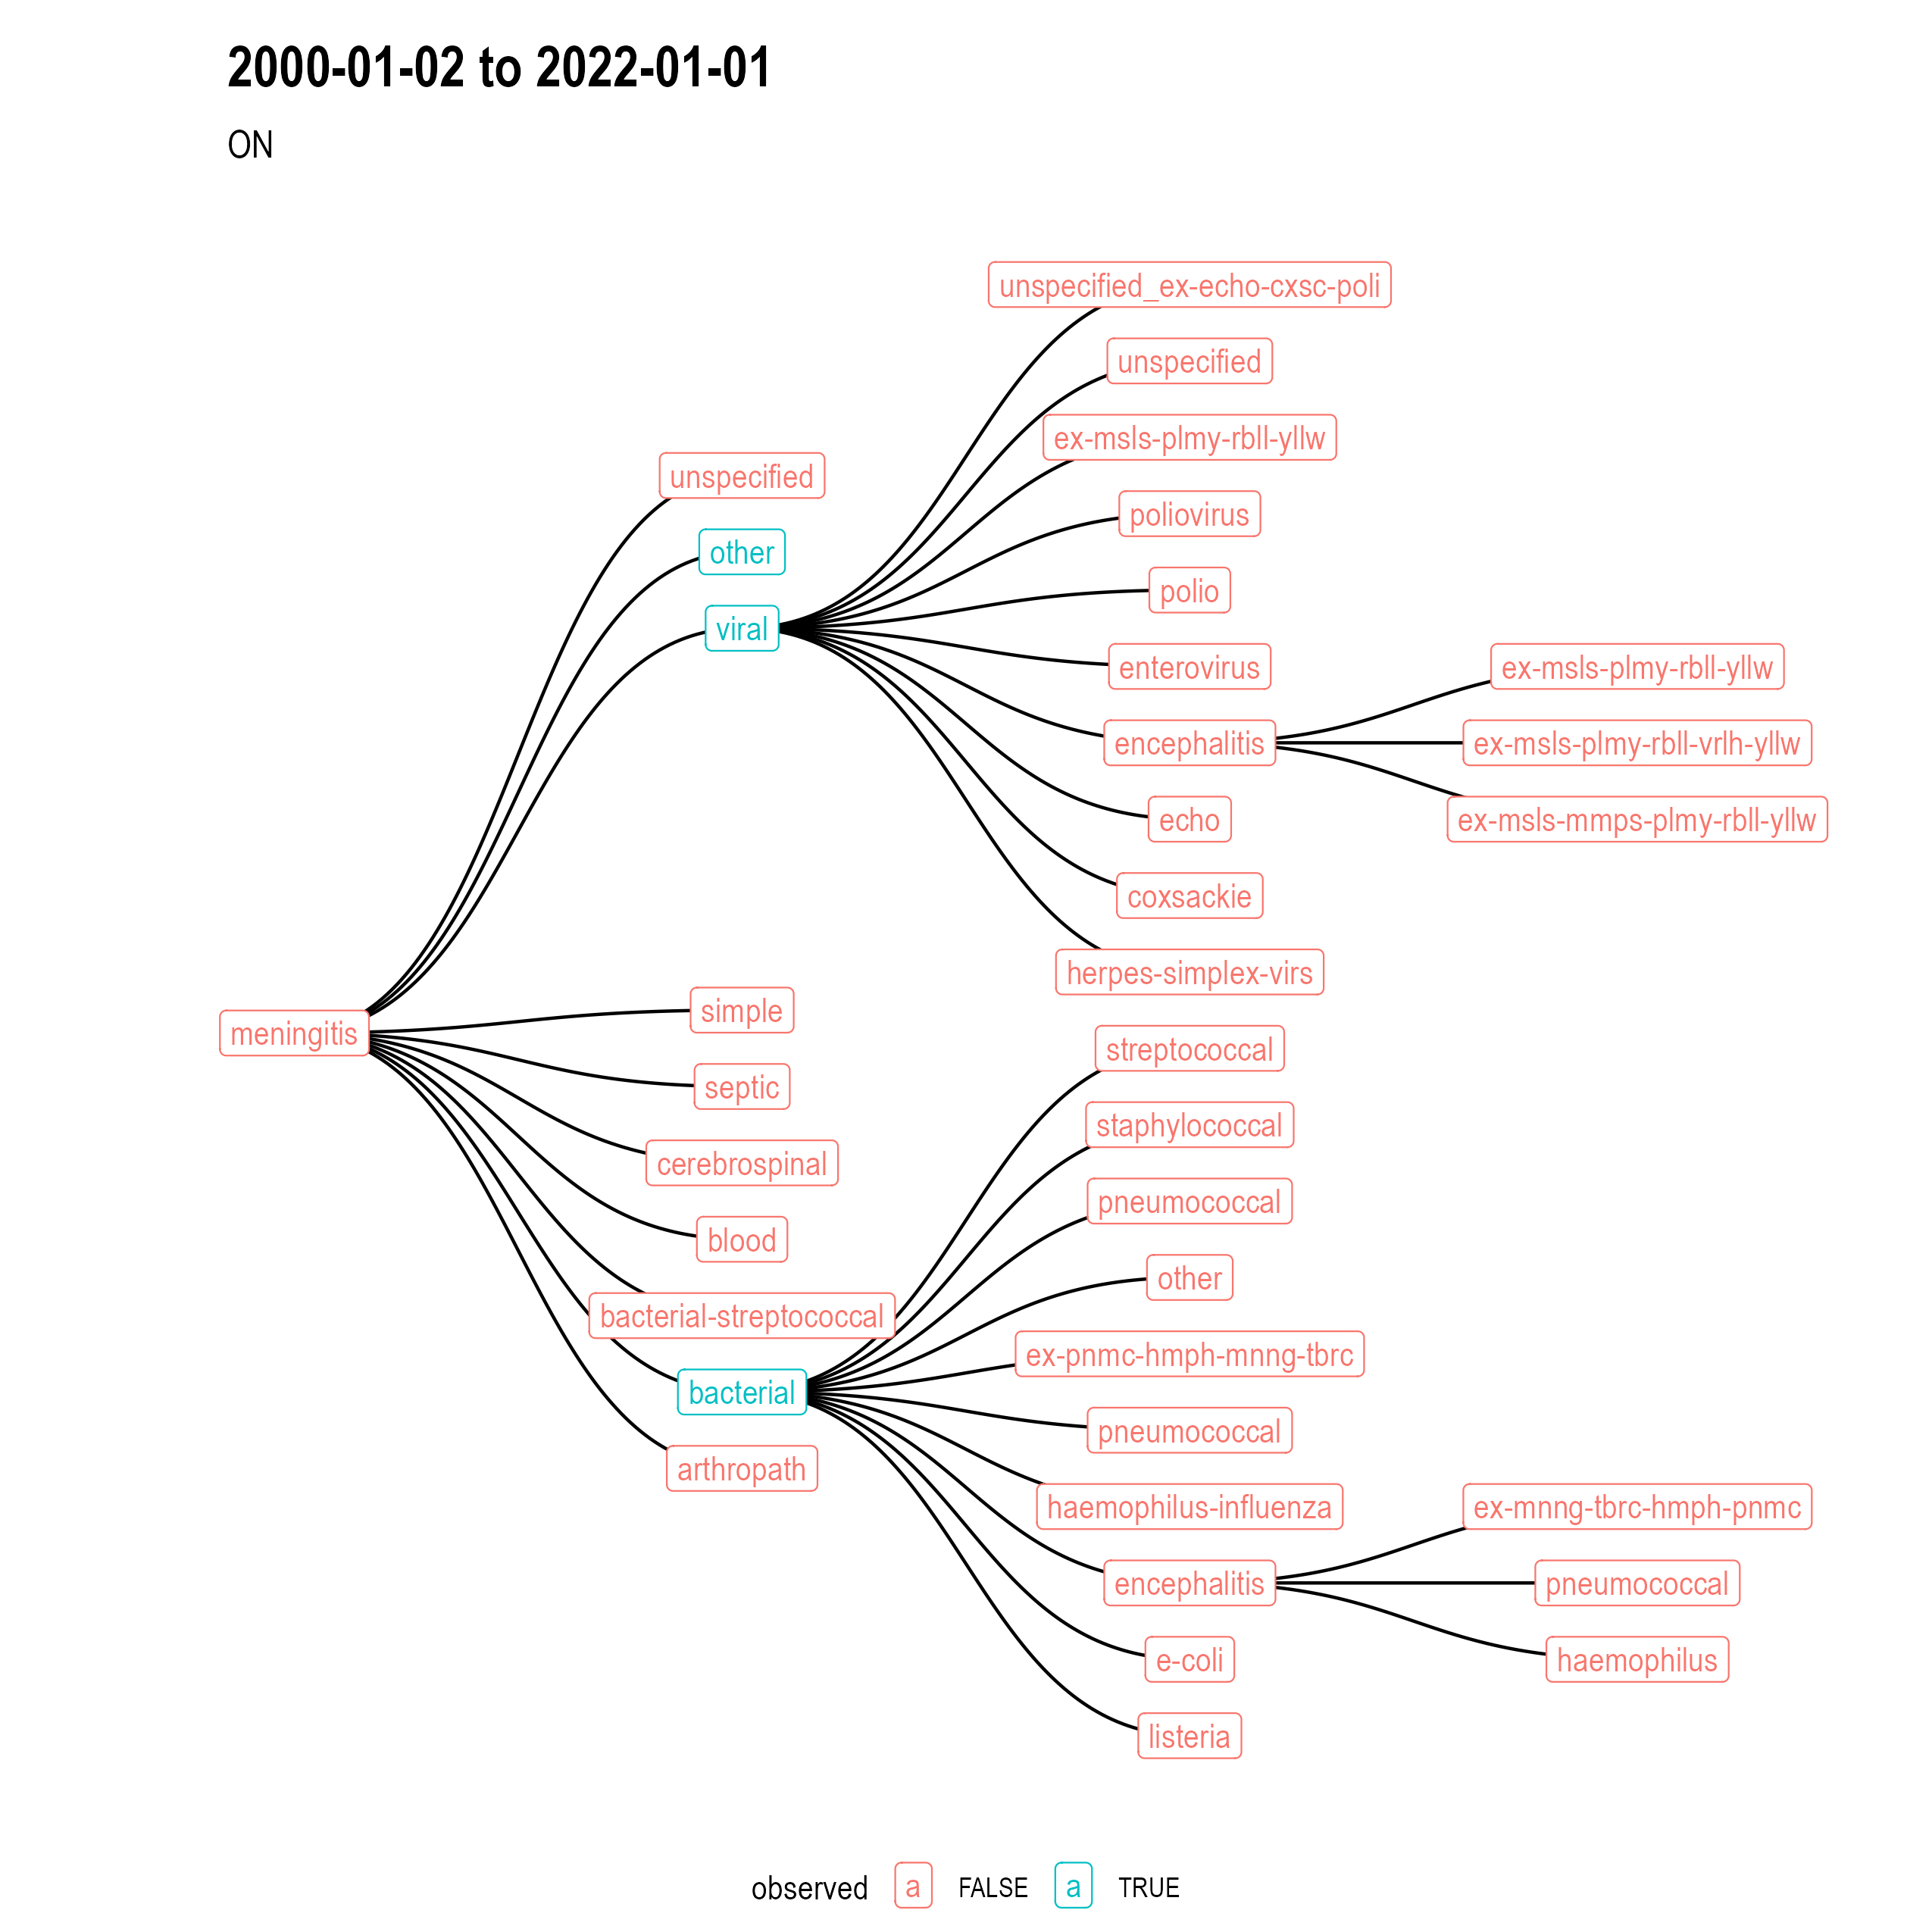 2000-01-02 to 2022-01-01
ON
unspecified_ex-echo-cxsc-poli
unspecified
ex-msls-plmy-rbll-yllw
unspecified
poliovirus
other
polio
viral
enterovirus
ex-msls-plmy-rbll-yllw
encephalitis
ex-msls-plmy-rbll-vrlh-yllw
echo
ex-msls-mmps-plmy-rbll-yllw
coxsackie
herpes-simplex-virs
simple
meningitis
streptococcal
septic
staphylococcal
cerebrospinal
pneumococcal
blood
other
bacterial-streptococcal
ex-pnmc-hmph-mnng-tbrc
bacterial
pneumococcal
arthropath
haemophilus-influenza
ex-mnng-tbrc-hmph-pnmc
encephalitis
pneumococcal
e-coli
haemophilus
listeria
observed a FALSE a TRUE